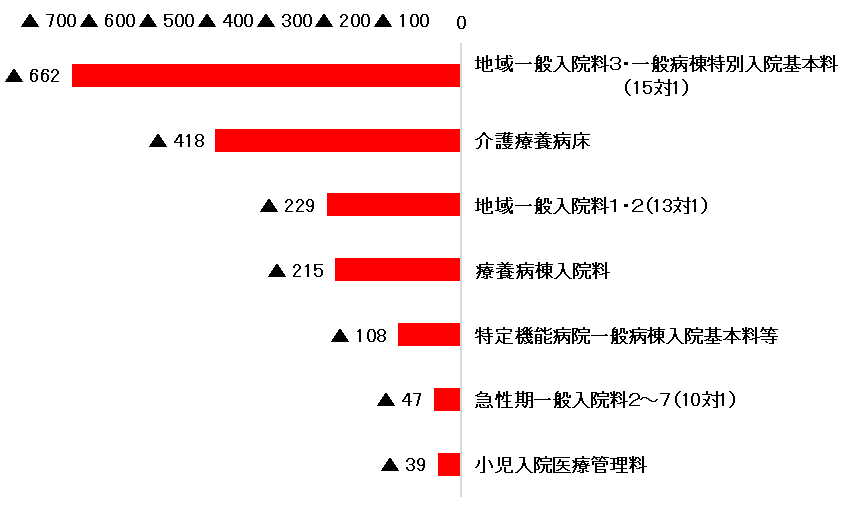 ▲ 700 ▲ 600 ▲ 500 ▲ 400 ▲ 300 ▲ 200 ▲ 100 0
▲ 662 地域一般入院料3・一般病棟特別入院基本料
(15対1)
▲ 418 介護療養病床
▲ 229 地域一般入院料1・2(13対1)
▲ 215 療養病棟入院料
▲ 108 特定機能病院一般病棟入院基本料等
▲ 47 急性期一般入院料2~7(10対1)
▲ 39 小児入院医療管理料